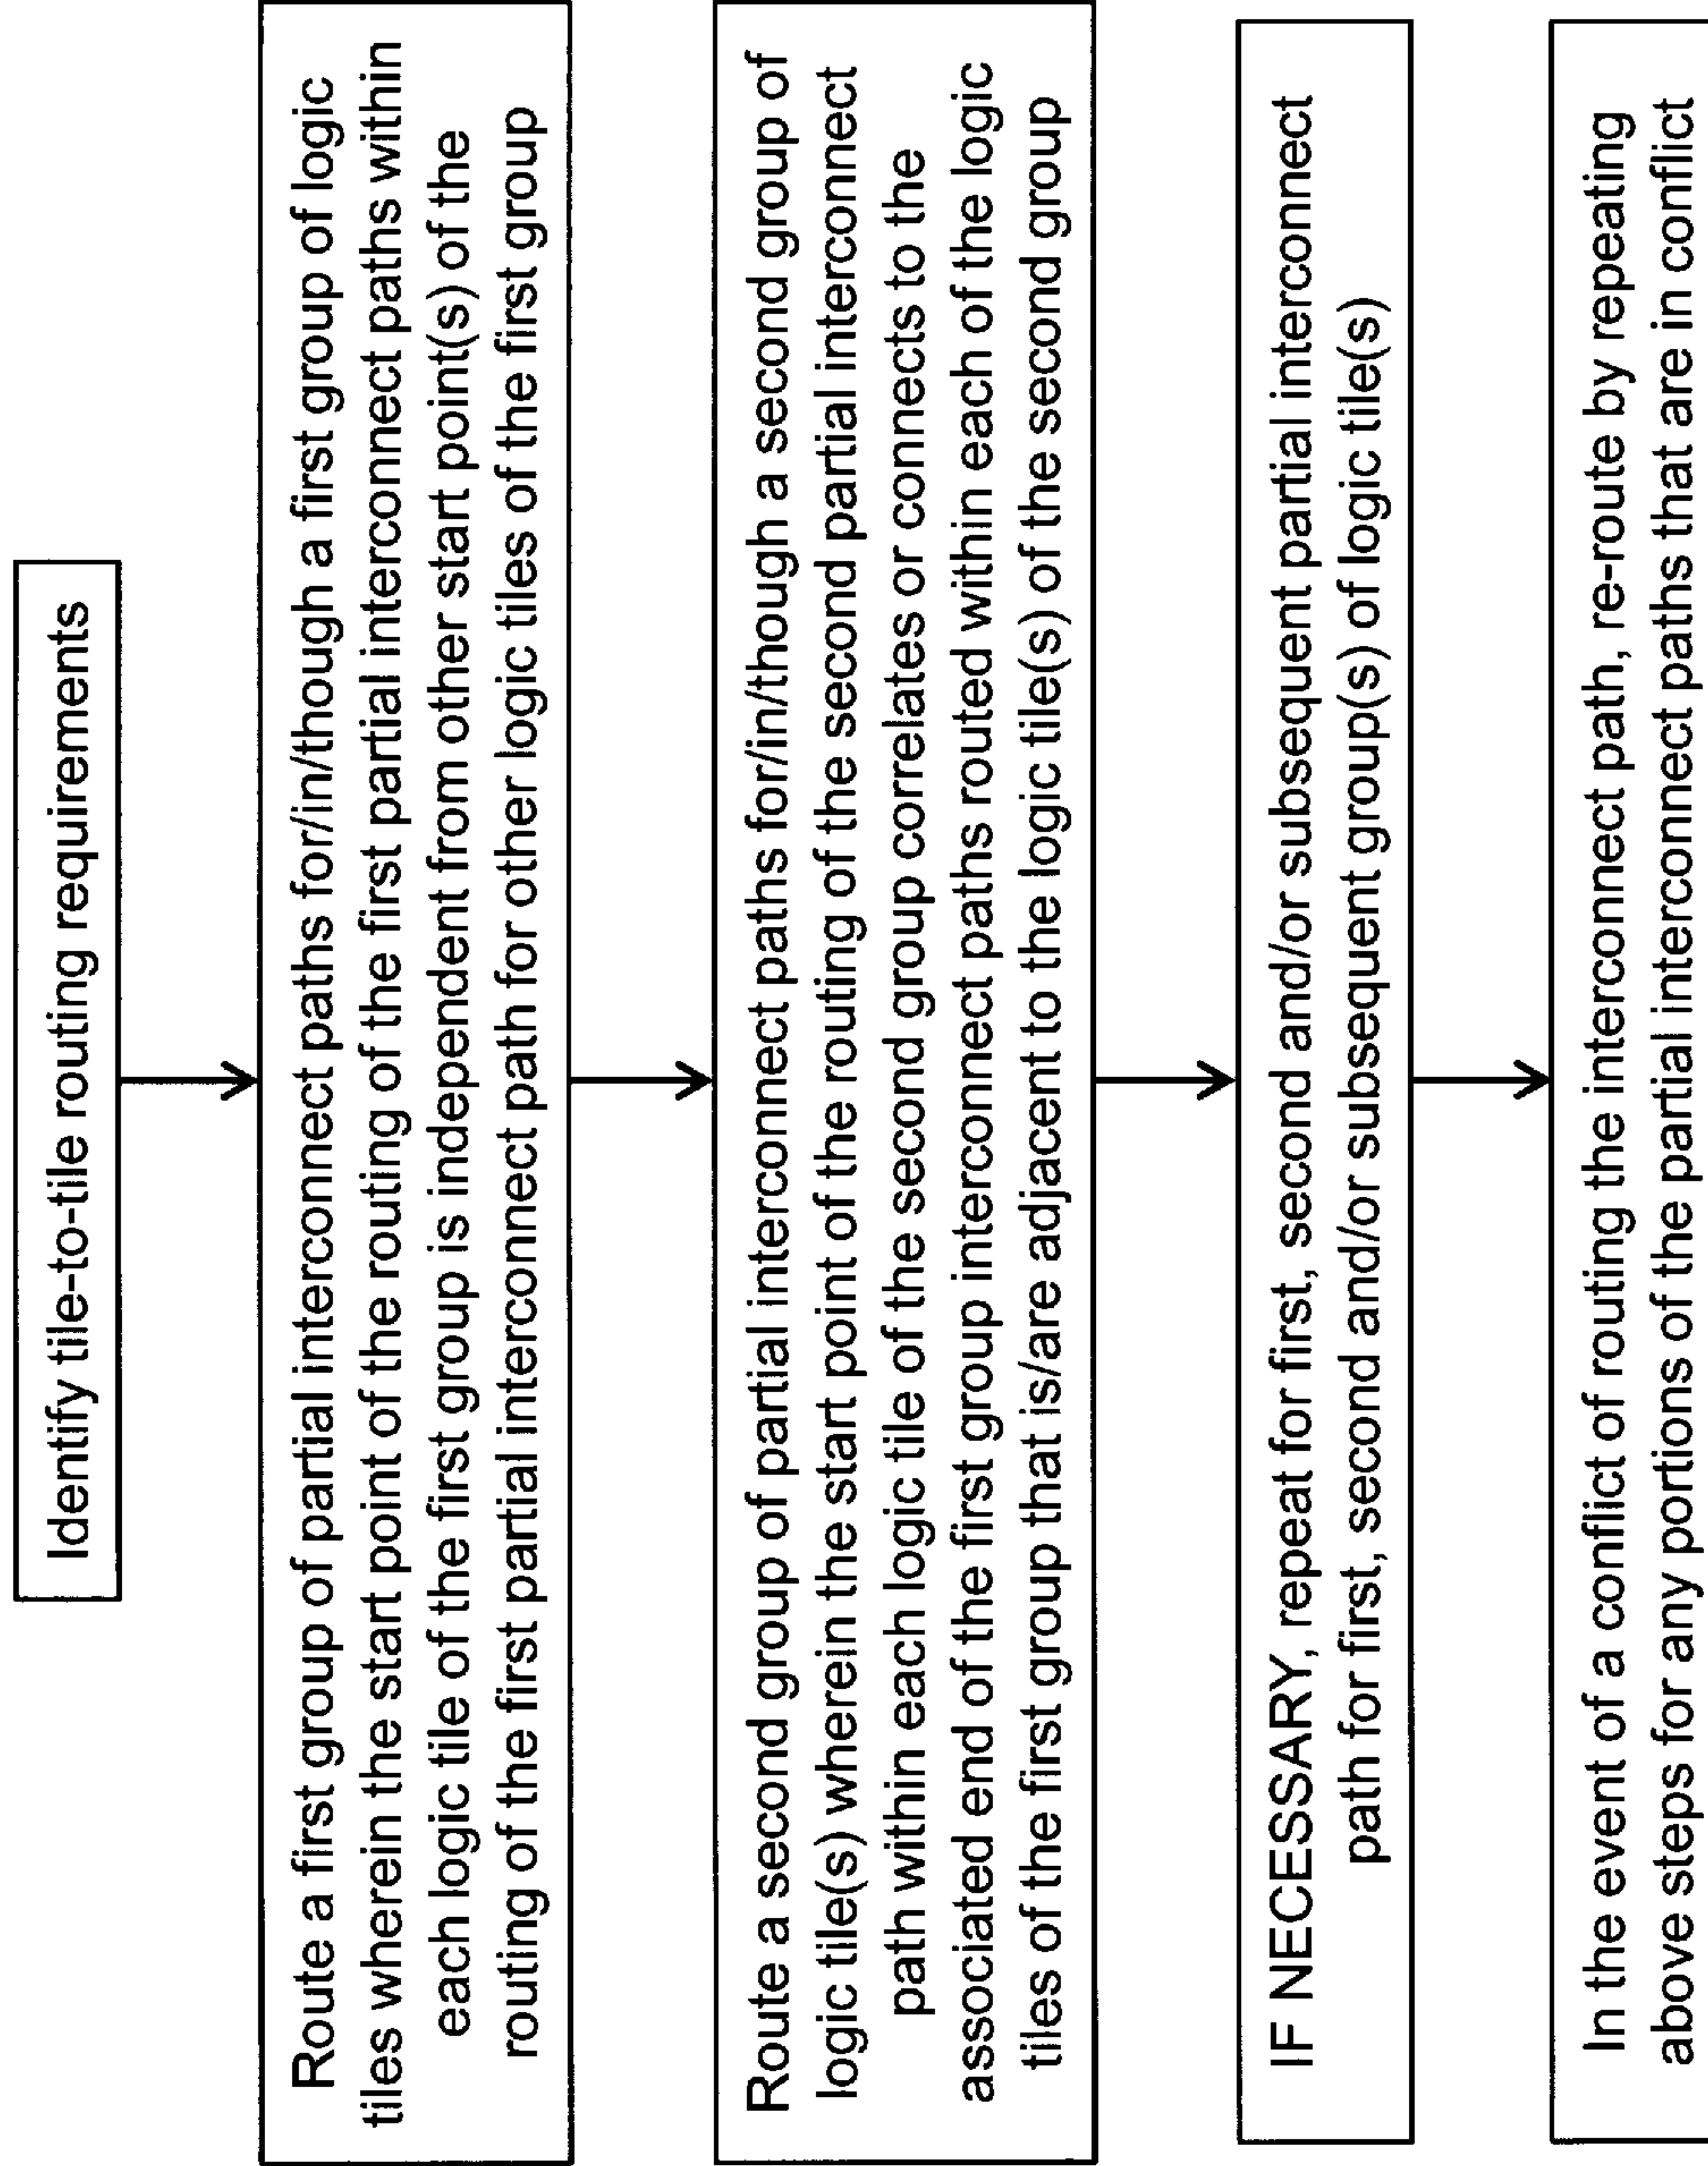 Identify tile-to-tile routing requirements
Route a first group of partial interconnect paths for/in/though a first group of logic
tiles wherein the start point of the routing of the first partial interconnect paths within
each logic tile of the first group is independent from other start point(s) of the
routing of the first partial interconnect path for other logic tiles of the first group
Route a second group of partial interconnect paths for/in/though a second group of
logic tile(s) wherein the start point of the routing of the second partial interconnect
path within each logic tile of the second group correlates or connects to the
associated end of the first group interconnect paths routed within each of the logic
tiles of the first group that is/are adjacent to the logic tile(s) of the second group
IF NECESSARY, repeat for first, second and/or subsequent partial interconnect
path for first, second and/or subsequent group(s) of logic tile(s)
In the event of a conflict of routing the interconnect path, re-route by repeating
above steps for any portions of the partial interconnect paths that are in conflict